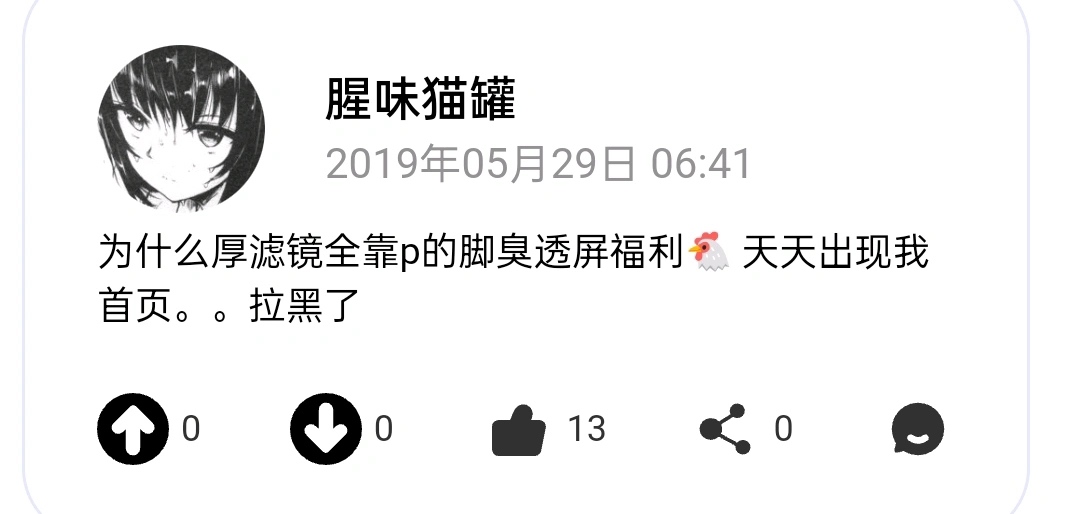 腥味猫罐
2019年05月29日 06:41
为什么厚滤镜全靠p的脚臭透屏福利🐔 天天出现我
首页。。拉黑了
0 0 13 0